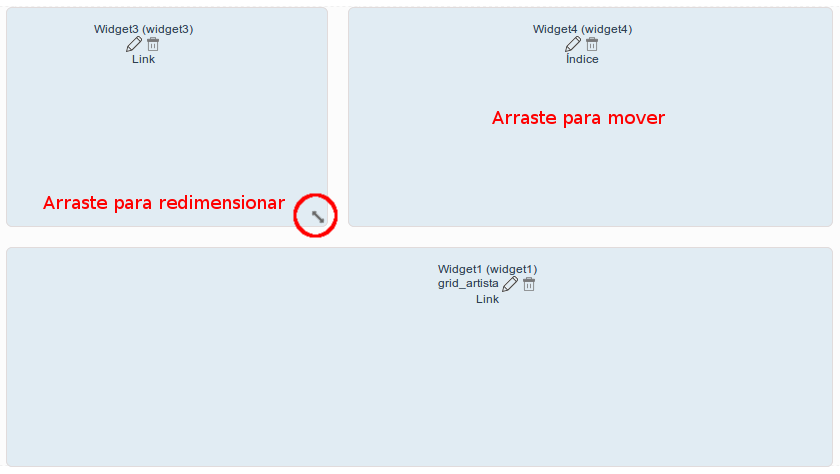 Widget3 (widget3)
Link
Arraste para redimensionar
Widget4 (widget4)
Índice
Arraste para mover
Widget1 (widget1)
grid_artista
Link